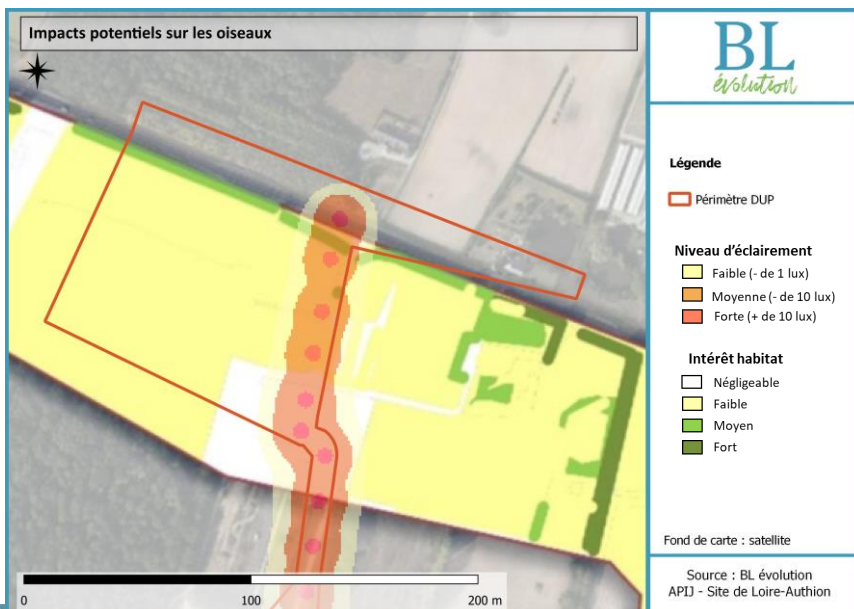 Impacts potentiels sur les oiseaux
BL
évolution
Légende
Périmètre DUP
Niveau d'éclairement
Faible (- de 1 lux)
Moyenne (- de 10 lux)
Forte (+ de 10 lux)
Intérêt habitat
Négligeable
Faible
Moyen
Fort
Fond de carte : satellite
Source : BL évolution
APIJ - Site de Loire-Authion
0 100 200 m